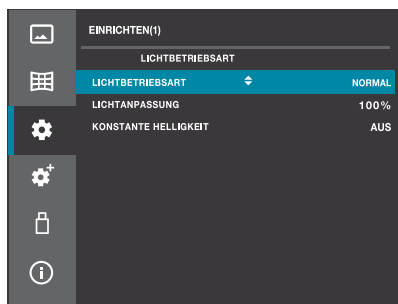 EINRICHTEN(1)
LICHTBETRIEBSART
LICHTBETRIEBSART NORMAL
LICHTANPASSUNG 100%
KONSTANTE HELLIGKEIT AUS